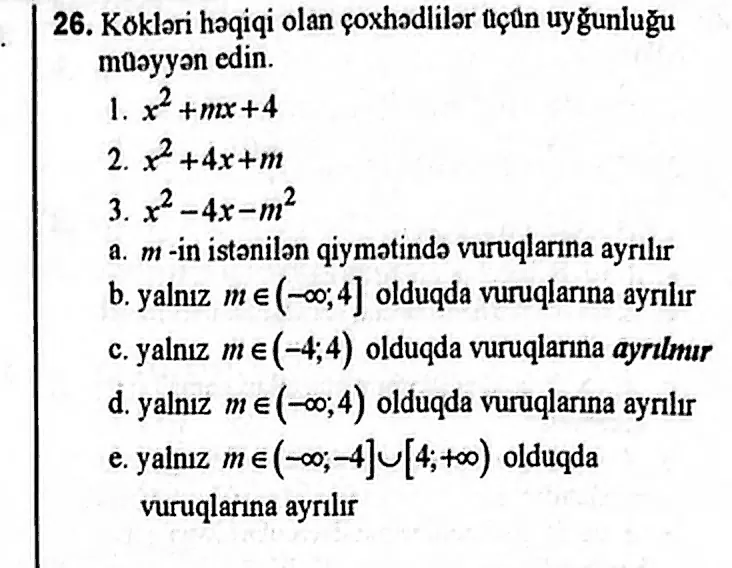 26. Kökləri həqiqi olan çoxhədlilər üçün uyğunluğu
müəyyən edin.
1. x² + mx + 4
2. x² + 4x + m
3. x² − 4x − m²
a. m -in istənilən qiymətində vuruqlarına ayrılır
b. yalnız m ∈ (−∞; 4] olduqda vuruqlarına ayrılır
c. yalnız m ∈ (−4; 4) olduqda vuruqlarına ayrılmır
d. yalnız m ∈ (−∞; 4) olduqda vuruqlarına ayrılır
e. yalnız m ∈ (−∞; −4] ∪ [4; +∞) olduqda
vuruqlarına ayrılır